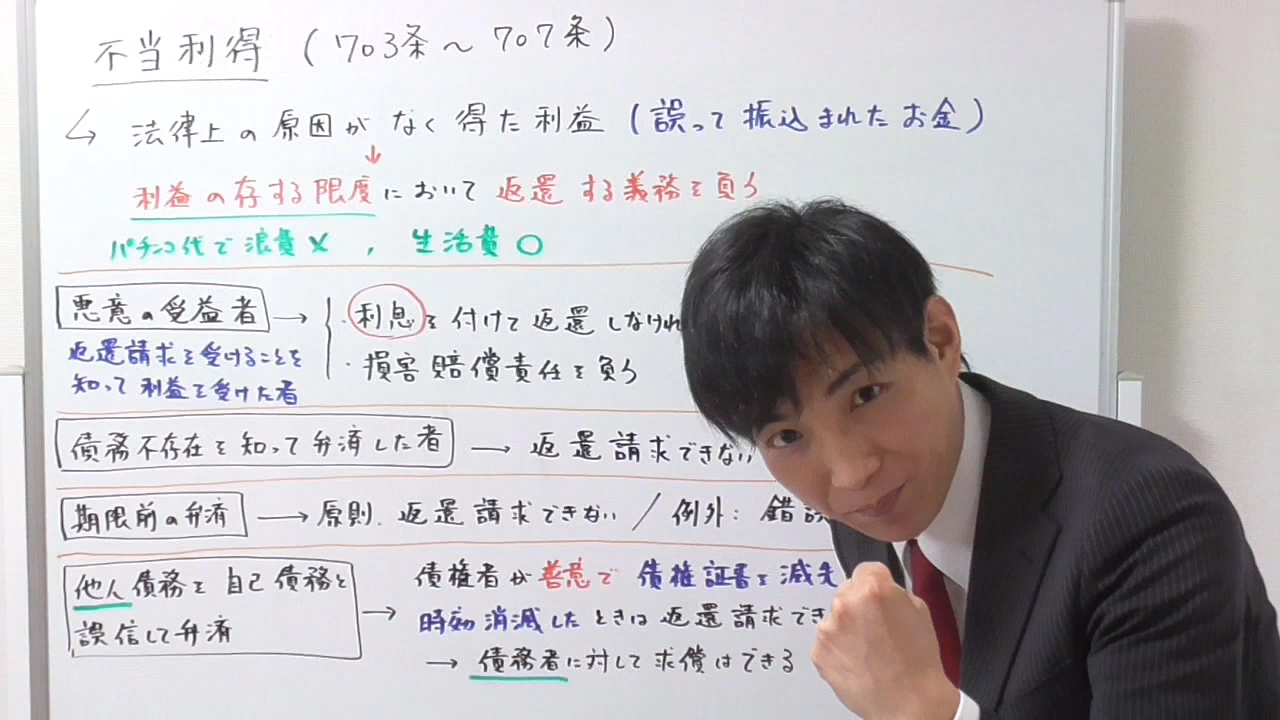 不当利得 (703条～707条)
↳ 法律上の原因がなく得た利益 (誤って振込まれたお金)
↓
利益の存する限度において返還する義務を負う
パチンコ代で浪費×, 生活費○
悪意の受益者 → ・利息を付けて返還しなけれ
返還請求を受けることを
知って利益を受けた者
・損害賠償責任を負う
債務不存在を知って弁済した者 → 返還請求できない
期限前の弁済 → 原則.返還請求できない / 例外: 錯誤
他人債務を自己債務と
誤信して弁済
→ 債権者が善意で債権証書を滅失
時効消滅したときは返還請求でき
→ 債務者に対して求償はできる